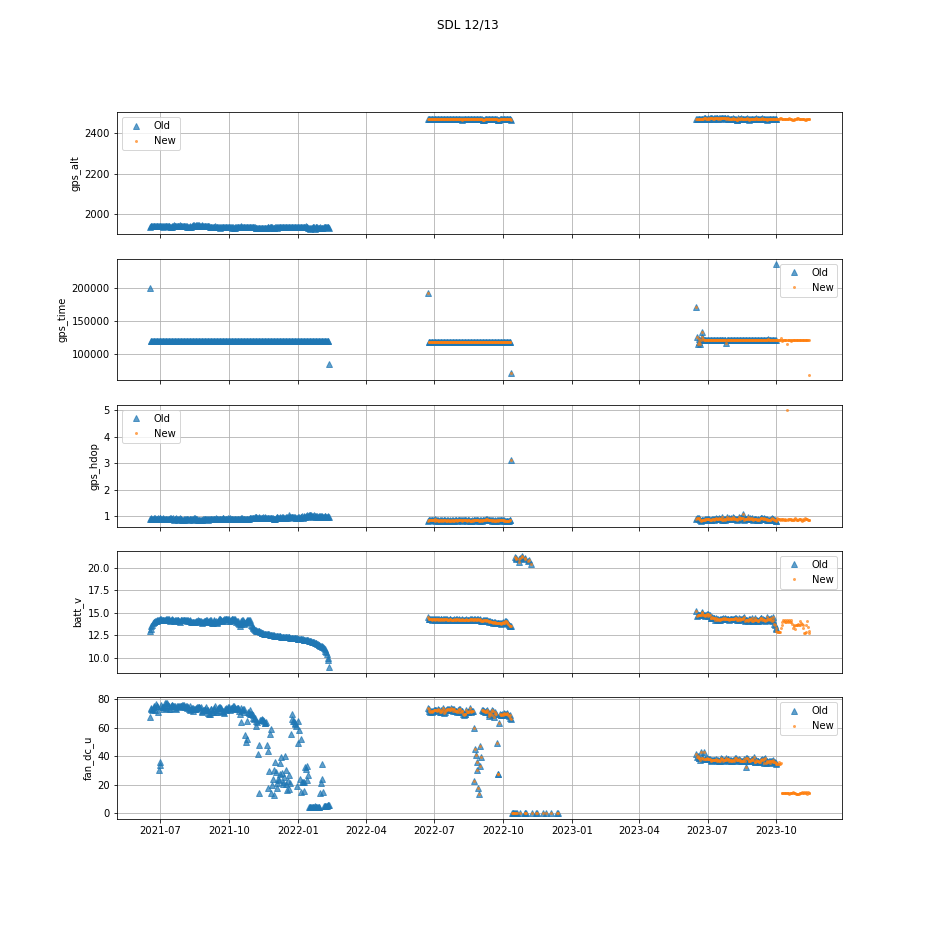 SDL 12/13
gps_alt
2400
2200
2000
Old
New
gps_time
200000
150000
100000
Old
New
gps_hdop
5
4
3
2
1
Old
New
batt_v
20.0
17.5
15.0
12.5
10.0
Old
New
fan_dc_u
80
60
40
20
0
Old
New
2021-07
2021-10
2022-01
2022-04
2022-07
2022-10
2023-01
2023-04
2023-07
2023-10